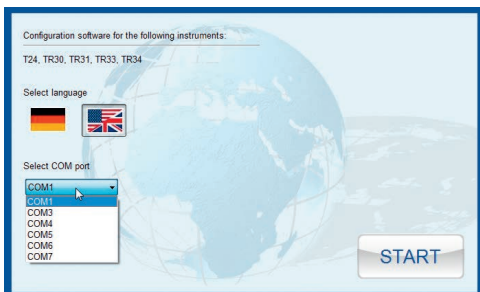 Configuration software for the following instruments:
T24, TR30, TR31, TR33, TR34
Select language
Select COM port
COM1
COM1
COM3
COM4
COM5
COM6
COM7
START